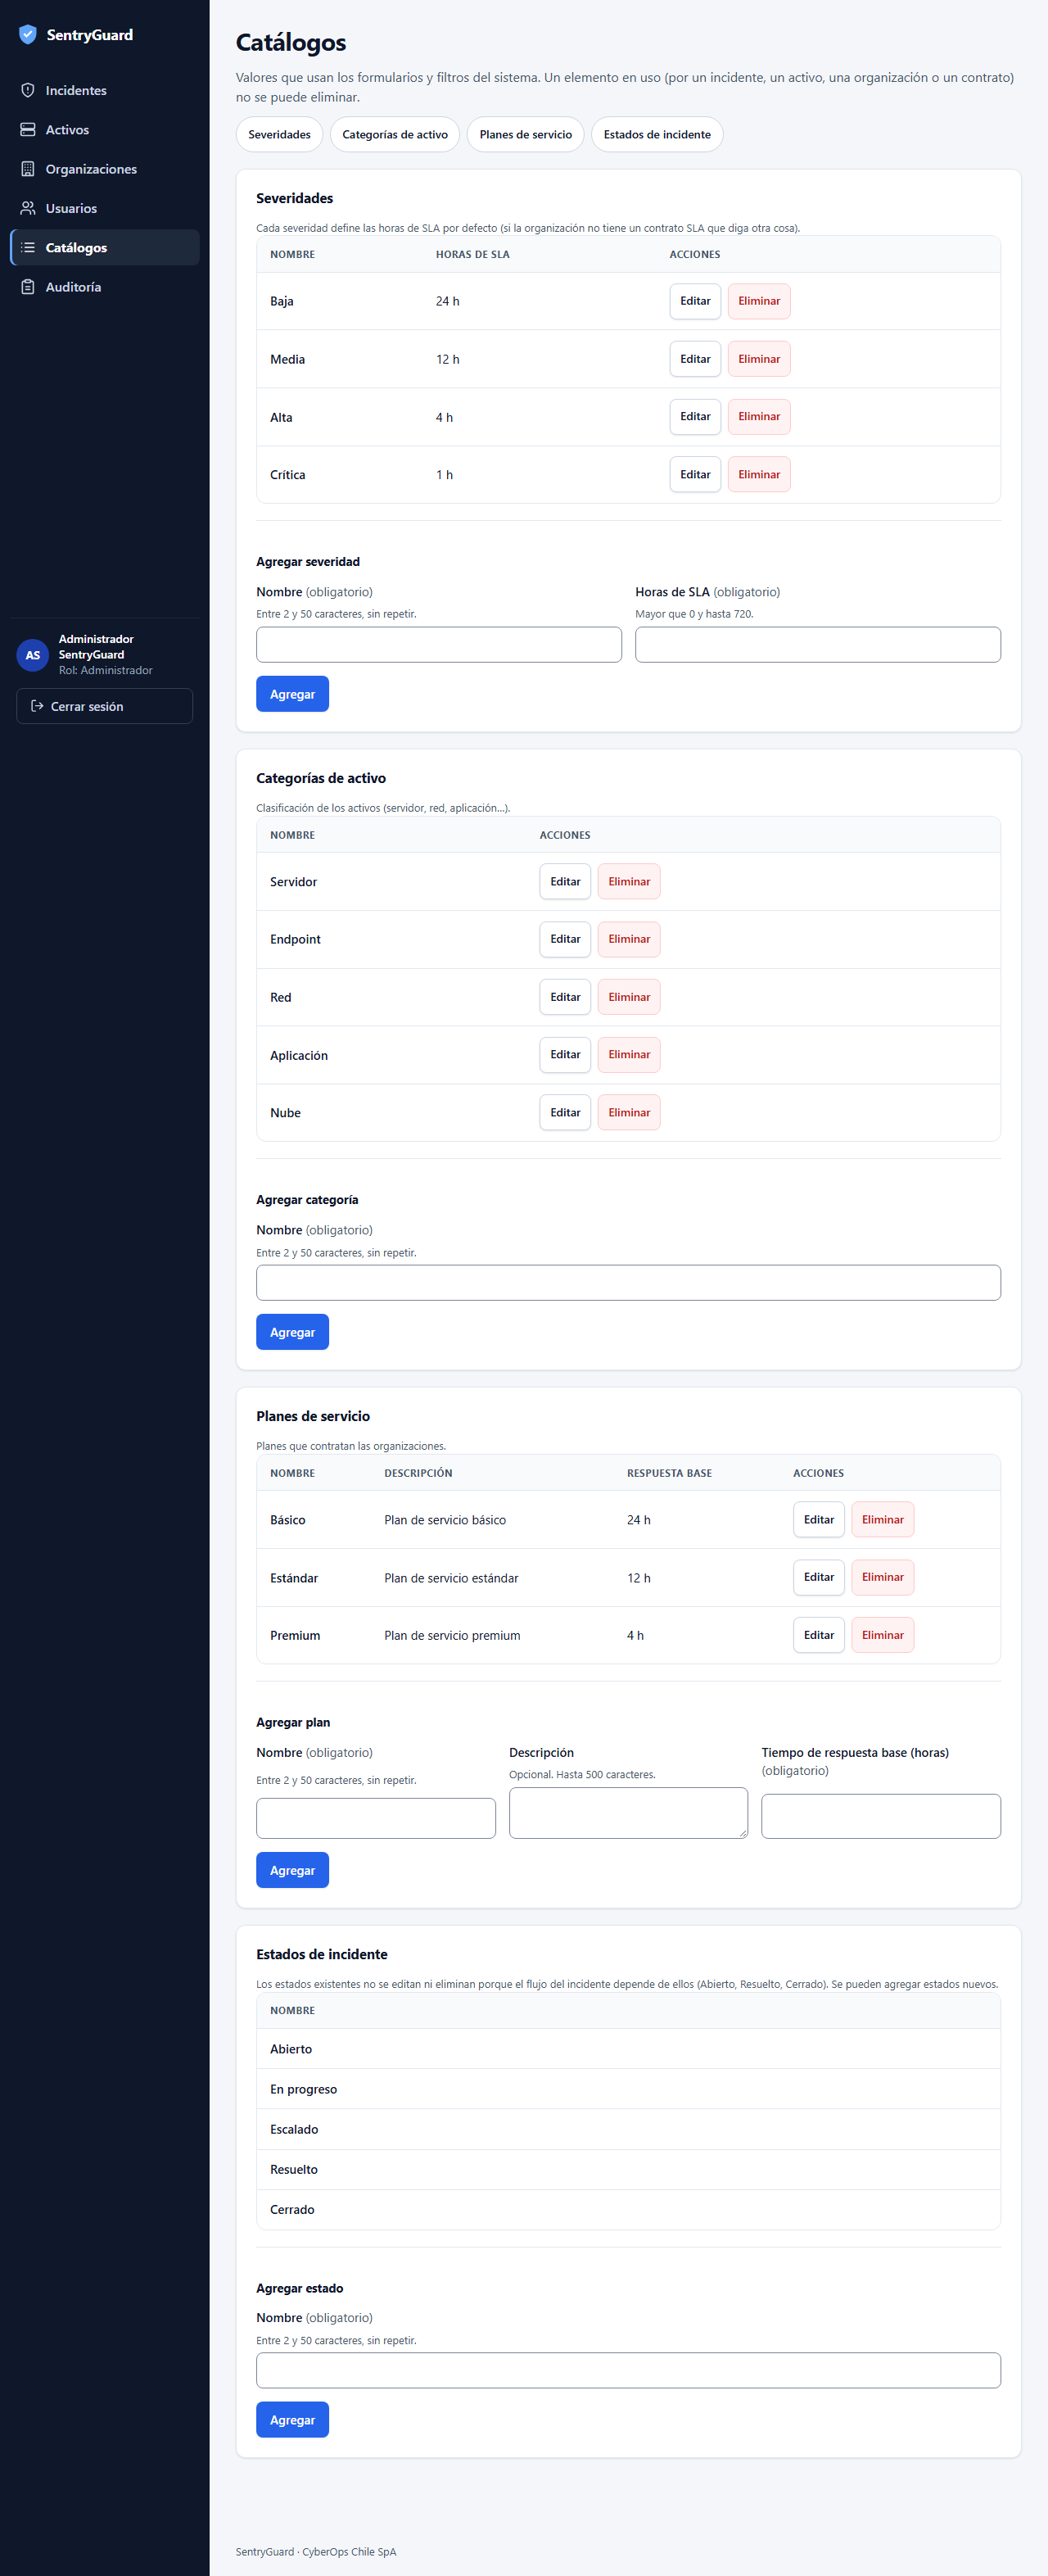 SentryGuard
Incidentes
Activos
Organizaciones
Usuarios
Catálogos
Auditoría
Administrador
SentryGuard
AS
Rol: Administrador
Cerrar sesión
Catálogos
Valores que usan los formularios y filtros del sistema. Un elemento en uso (por un incidente, un activo, una organización o un contrato)
no se puede eliminar.
Severidades Categorías de activo Planes de servicio Estados de incidente
Severidades
Cada severidad define las horas de SLA por defecto (si la organización no tiene un contrato SLA que diga otra cosa).
NOMBRE HORAS DE SLA ACCIONES
Baja 24 h Editar Eliminar
Media 12 h Editar Eliminar
Alta 4 h Editar Eliminar
Crítica 1 h Editar Eliminar
Agregar severidad
Nombre (obligatorio) Horas de SLA (obligatorio)
Entre 2 y 50 caracteres, sin repetir. Mayor que 0 y hasta 720.
Agregar
Categorías de activo
Clasificación de los activos (servidor, red, aplicación...).
NOMBRE ACCIONES
Servidor Editar Eliminar
Endpoint Editar Eliminar
Red Editar Eliminar
Aplicación Editar Eliminar
Nube Editar Eliminar
Agregar categoría
Nombre (obligatorio)
Entre 2 y 50 caracteres, sin repetir.
Agregar
Planes de servicio
Planes que contratan las organizaciones.
NOMBRE DESCRIPCIÓN RESPUESTA BASE ACCIONES
Básico Plan de servicio básico 24 h Editar Eliminar
Estándar Plan de servicio estándar 12 h Editar Eliminar
Premium Plan de servicio premium 4 h Editar Eliminar
Agregar plan
Nombre (obligatorio) Descripción Tiempo de respuesta base (horas)
(obligatorio)
Entre 2 y 50 caracteres, sin repetir. Opcional. Hasta 500 caracteres.
Agregar
Estados de incidente
Los estados existentes no se editan ni eliminan porque el flujo del incidente depende de ellos (Abierto, Resuelto, Cerrado). Se pueden agregar estados nuevos.
NOMBRE
Abierto
En progreso
Escalado
Resuelto
Cerrado
Agregar estado
Nombre (obligatorio)
Entre 2 y 50 caracteres, sin repetir.
Agregar
SentryGuard · CyberOps Chile SpA